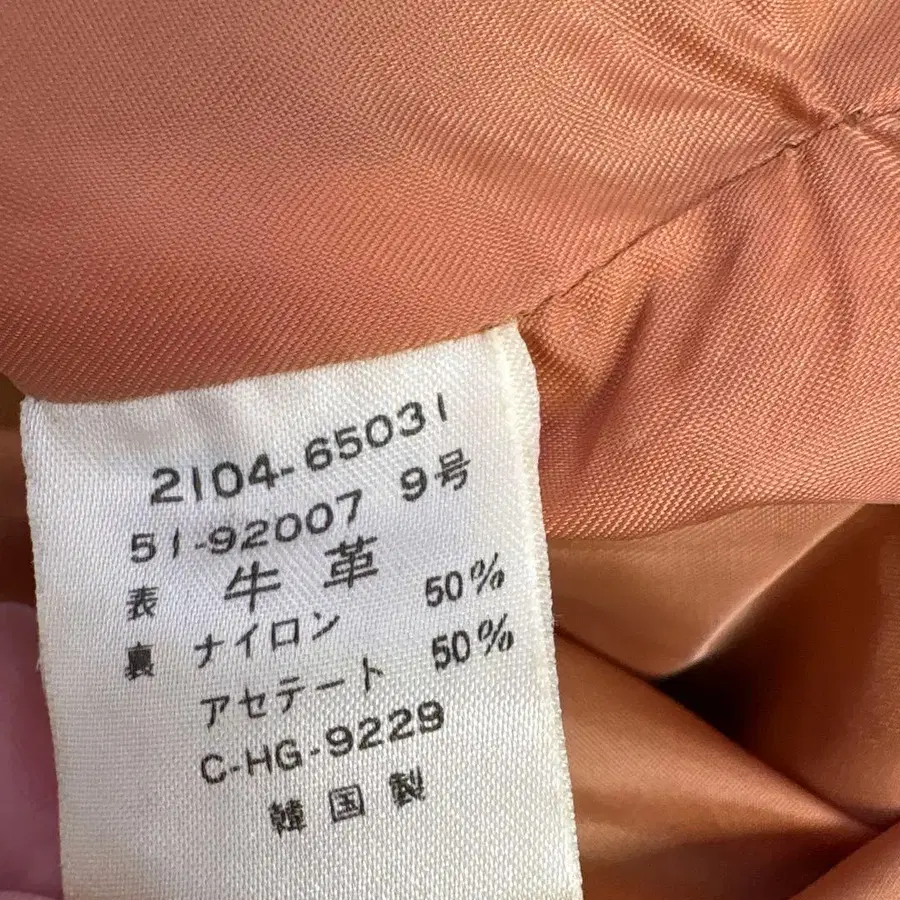 2104-65031
51-92007 9号
表 牛革
裏 ナイロン 50%
アセテート 50%
C-HG-9229
韓国製